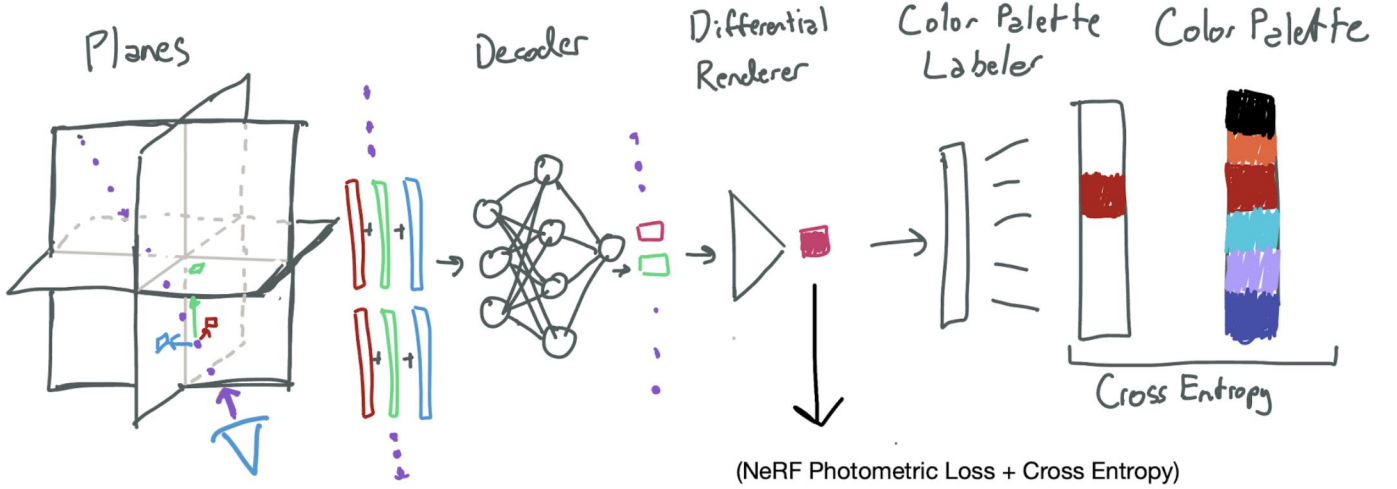 Planes
Decoder
Differential
Renderer
Color Palette
Labeler
Color Palette
Cross Entropy
(NeRF Photometric Loss + Cross Entropy)